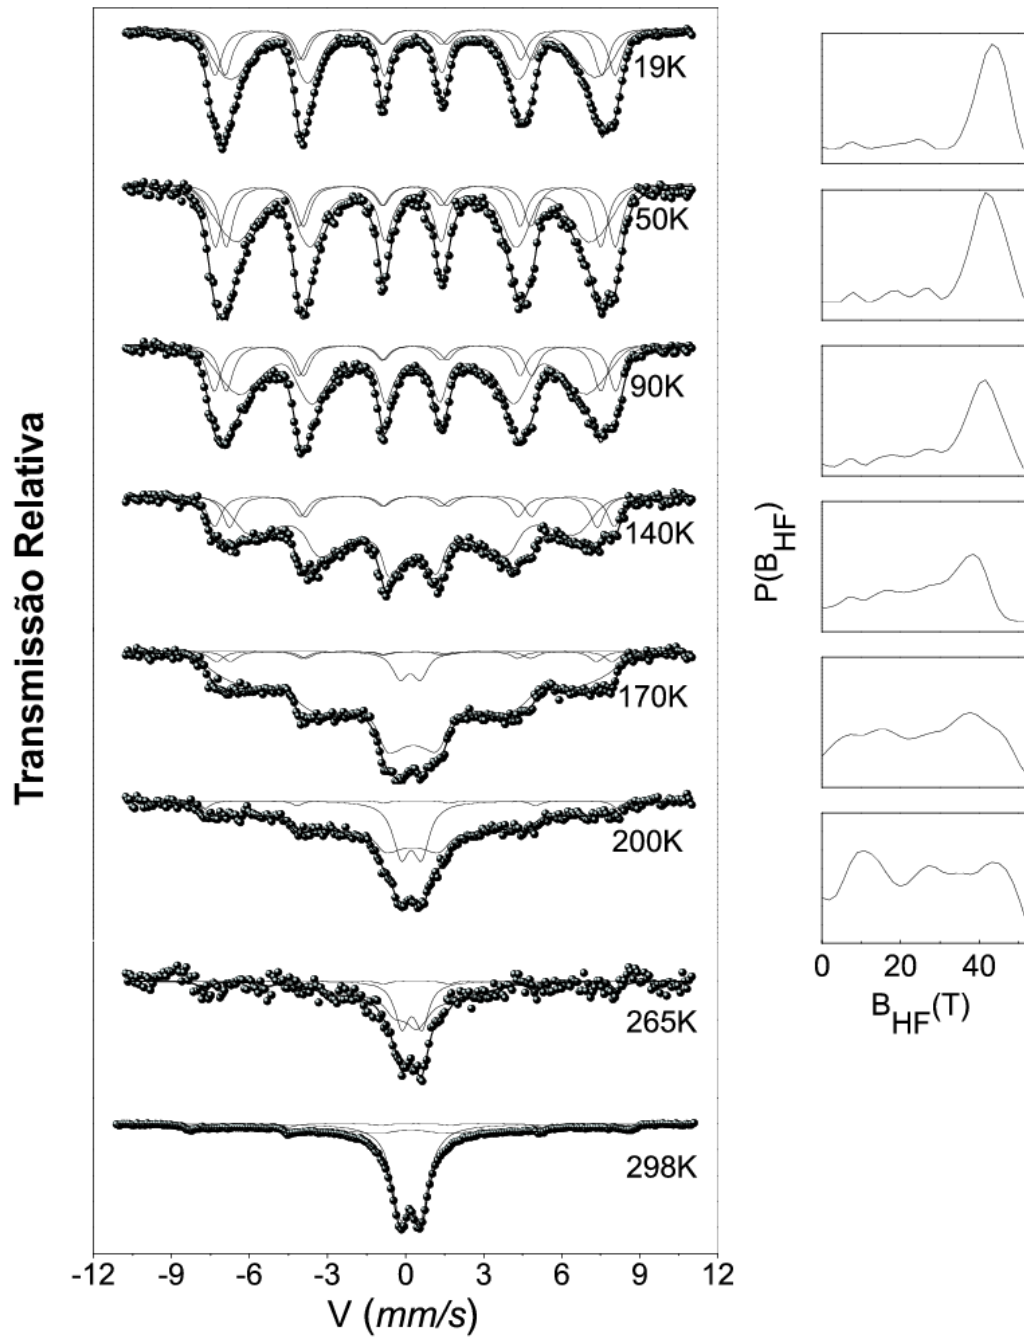 Transmissão Relativa
19K
50K
90K
140K
170K
200K
265K
298K
-12 -9 -6 -3 0 3 6 9 12
V (mm/s)
P(B_HF)
0 20 40
B_HF(T)